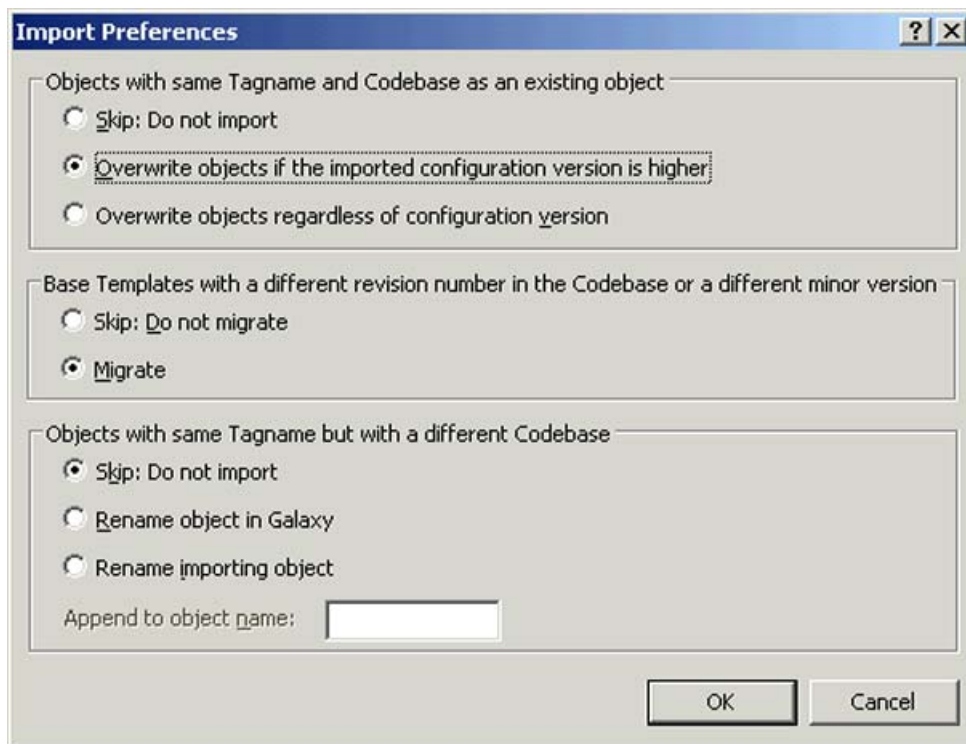 Import Preferences
Objects with same Tagname and Codebase as an existing object
Skip: Do not import
Overwrite objects if the imported configuration version is higher
Overwrite objects regardless of configuration version
Base Templates with a different revision number in the Codebase or a different minor version
Skip: Do not migrate
Migrate
Objects with same Tagname but with a different Codebase
Skip: Do not import
Rename object in Galaxy
Rename importing object
Append to object name:
OK Cancel